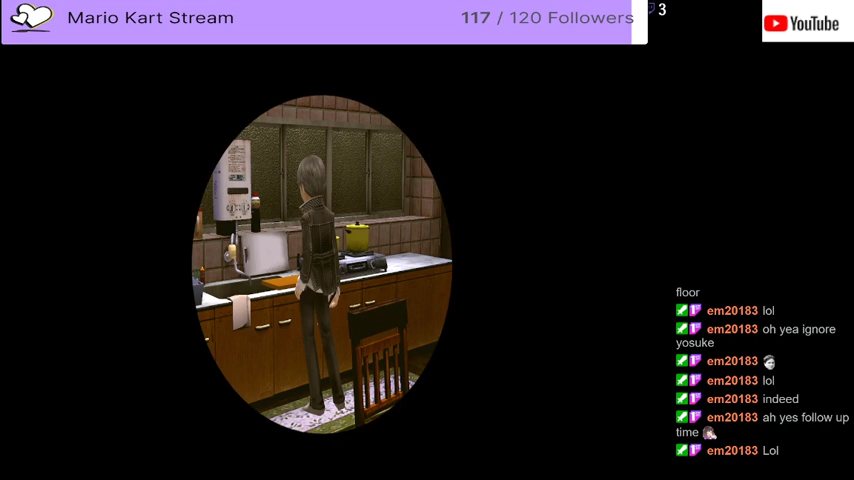 Mario Kart Stream
117 / 120 Followers
3
YouTube
floor
em20183 lol
em20183 oh yea ignore
yosuke
em20183
em20183 lol
em20183 indeed
em20183 ah yes follow up
time
em20183 Lol